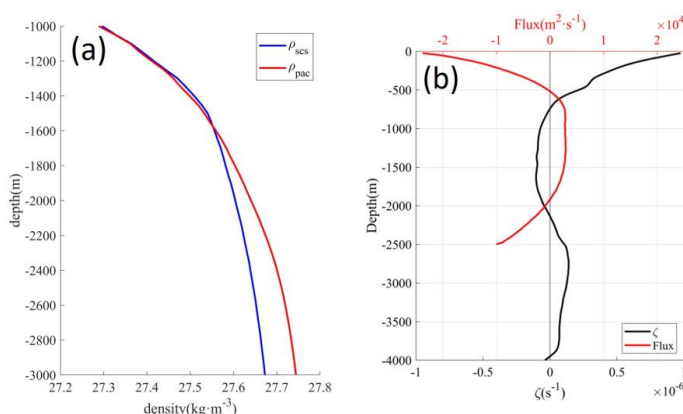 Flux(m²·s⁻¹) ×10⁴
-2 -1 0 1 2
(a)
ρscs
ρpac
-1000
-1200
-1400
-1600
-1800
-2000
-2200
-2400
-2600
-2800
-3000
depth(m)
27.2 27.3 27.4 27.5 27.6 27.7 27.8
density(kg·m⁻³)
(b)
0
-500
-1000
-1500
-2000
-2500
-3000
-3500
-4000
Depth(m)
ζ
Flux
-1 -0.5 0 0.5 1
ζ(s⁻¹) ×10⁻⁶